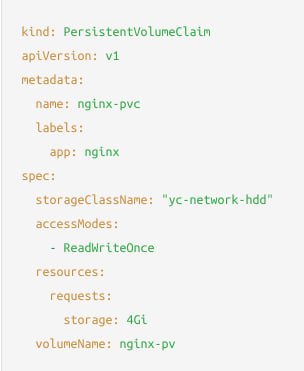 kind: PersistentVolumeClaim
apiVersion: v1
metadata:
  name: nginx-pvc
  labels:
    app: nginx
spec:
  storageClassName: "yc-network-hdd"
  accessModes:
    - ReadWriteOnce
  resources:
    requests:
      storage: 4Gi
  volumeName: nginx-pv